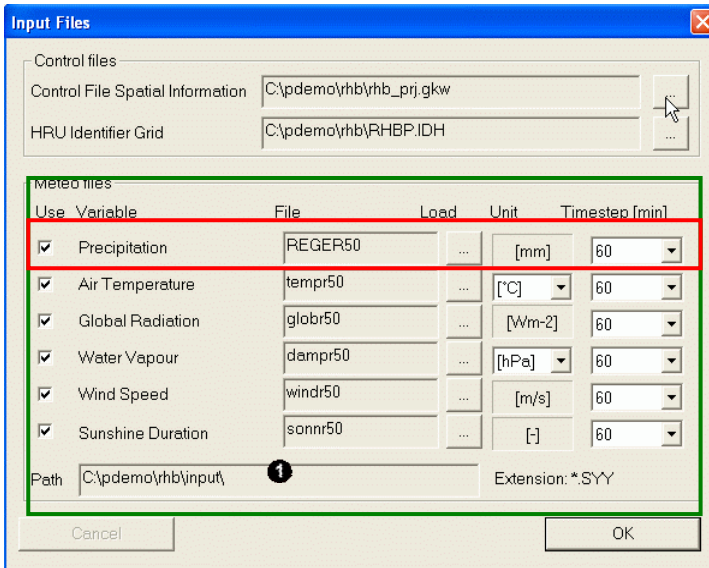 Input Files
Control files
Control File Spatial Information C:\pdemo\rhb\rhb_prj.gkw ...
HRU Identifier Grid C:\pdemo\rhb\RHBP.IDH ...
Meteo files
Use Variable File Load Unit Timestep [min]
Precipitation REGER50 ... [mm] 60
Air Temperature tempr50 ... [°C] 60
Global Radiation globr50 ... [Wm-2] 60
Water Vapour dampr50 ... [hPa] 60
Wind Speed windr50 ... [m/s] 60
Sunshine Duration sonnr50 ... [-] 60
Path C:\pdemo\rhb\input\ 1 Extension: *.SYY
Cancel OK